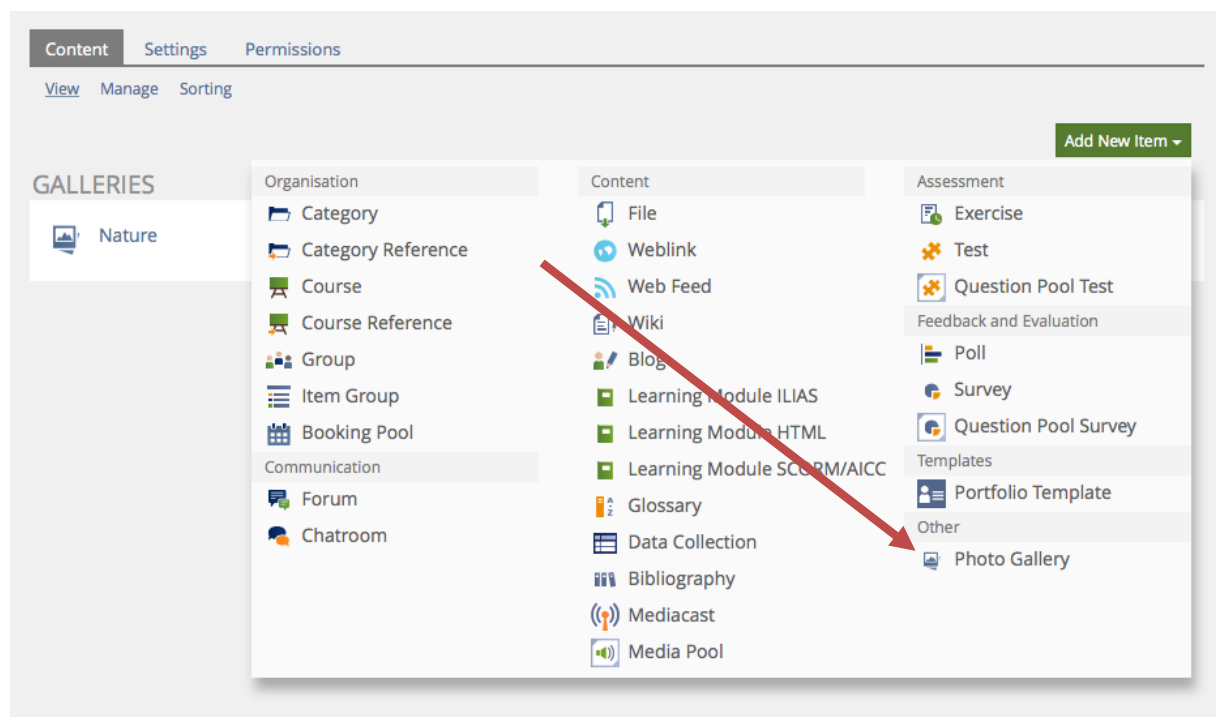 Content Settings Permissions
View Manage Sorting
Add New Item
GALLERIES
Nature
Organisation
Category
Category Reference
Course
Course Reference
Group
Item Group
Booking Pool
Communication
Forum
Chatroom
Content
File
Weblink
Web Feed
Wiki
Blog
Learning Module ILIAS
Learning Module HTML
Learning Module SCORM/AICC
Glossary
Data Collection
Bibliography
Mediacast
Media Pool
Assessment
Exercise
Test
Question Pool Test
Feedback and Evaluation
Poll
Survey
Question Pool Survey
Templates
Portfolio Template
Other
Photo Gallery